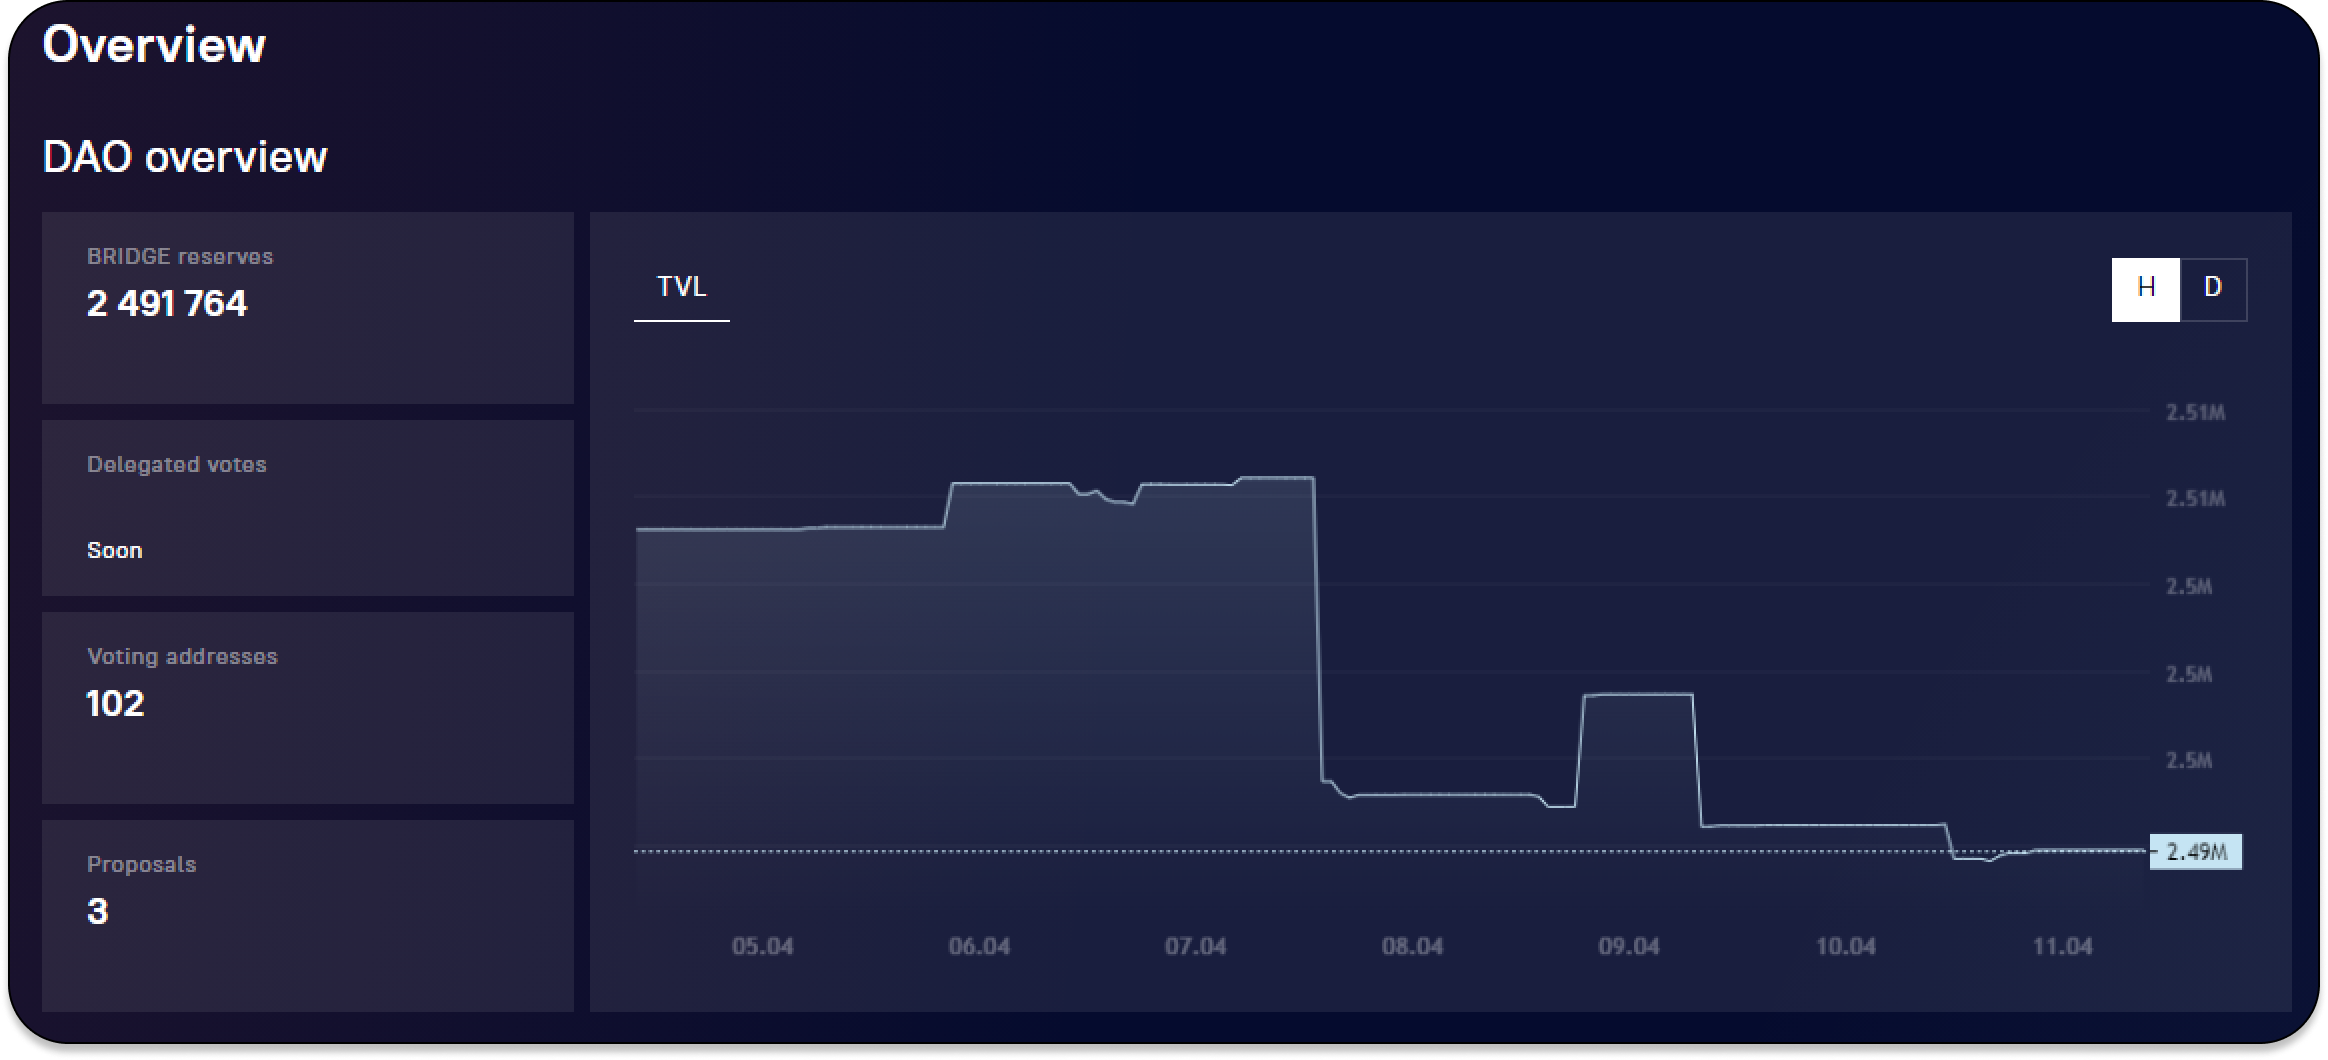 Overview
DAO overview
BRIDGE reserves
2 491 764
Delegated votes
Soon
Voting addresses
102
Proposals
3
TVL
H D
2.51M
2.51M
2.5M
2.5M
2.5M
2.49M
05.04 06.04 07.04 08.04 09.04 10.04 11.04